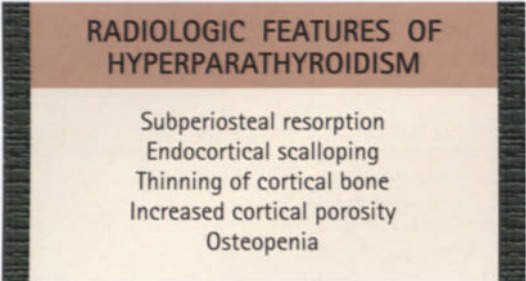 RADIOLOGIC FEATURES OF
HYPERPARATHYROIDISM
Subperiosteal resorption
Endocortical scalloping
Thinning of cortical bone
Increased cortical porosity
Osteopenia